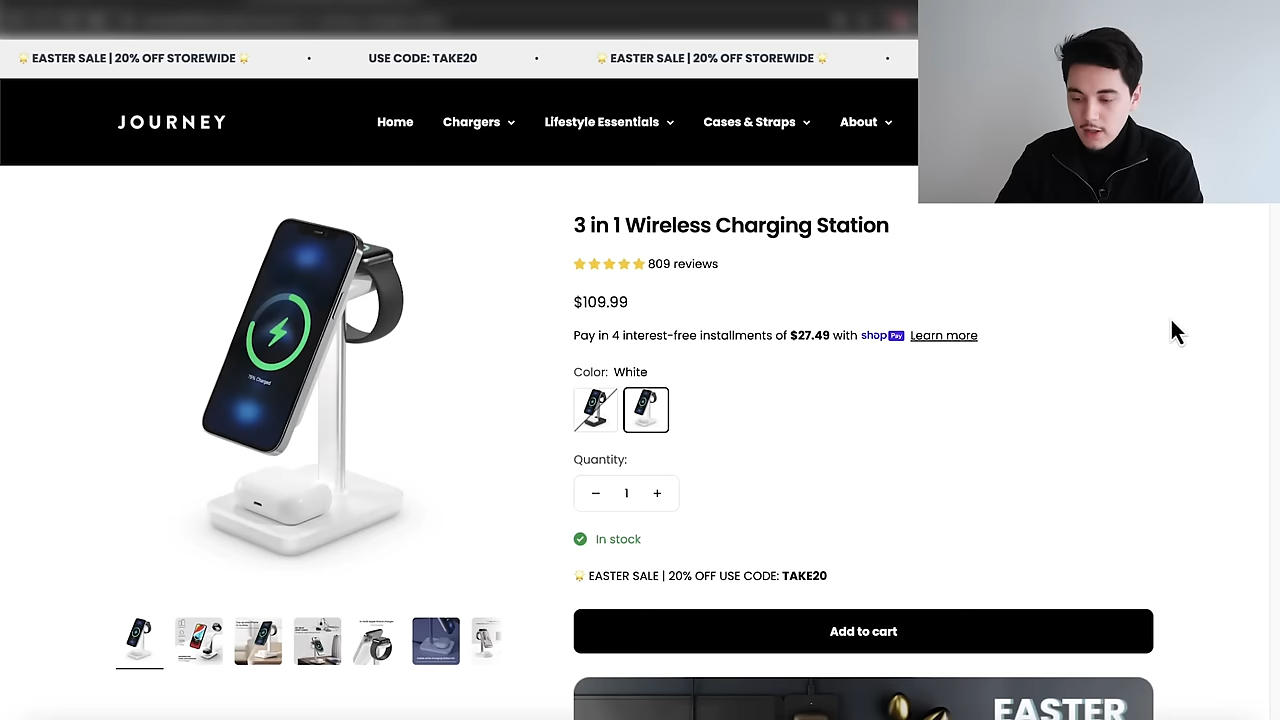 🌟 EASTER SALE | 20% OFF STOREWIDE 🌟 • USE CODE: TAKE20 • 🌟 EASTER SALE | 20% OFF STOREWIDE 🌟 •
JOURNEY
Home Chargers Lifestyle Essentials Cases & Straps About
3 in 1 Wireless Charging Station
809 reviews
$109.99
Pay in 4 interest-free installments of $27.49 with shop Pay Learn more
Color: White
Quantity:
− 1 +
In stock
🌟 EASTER SALE | 20% OFF USE CODE: TAKE20
Add to cart
EASTER